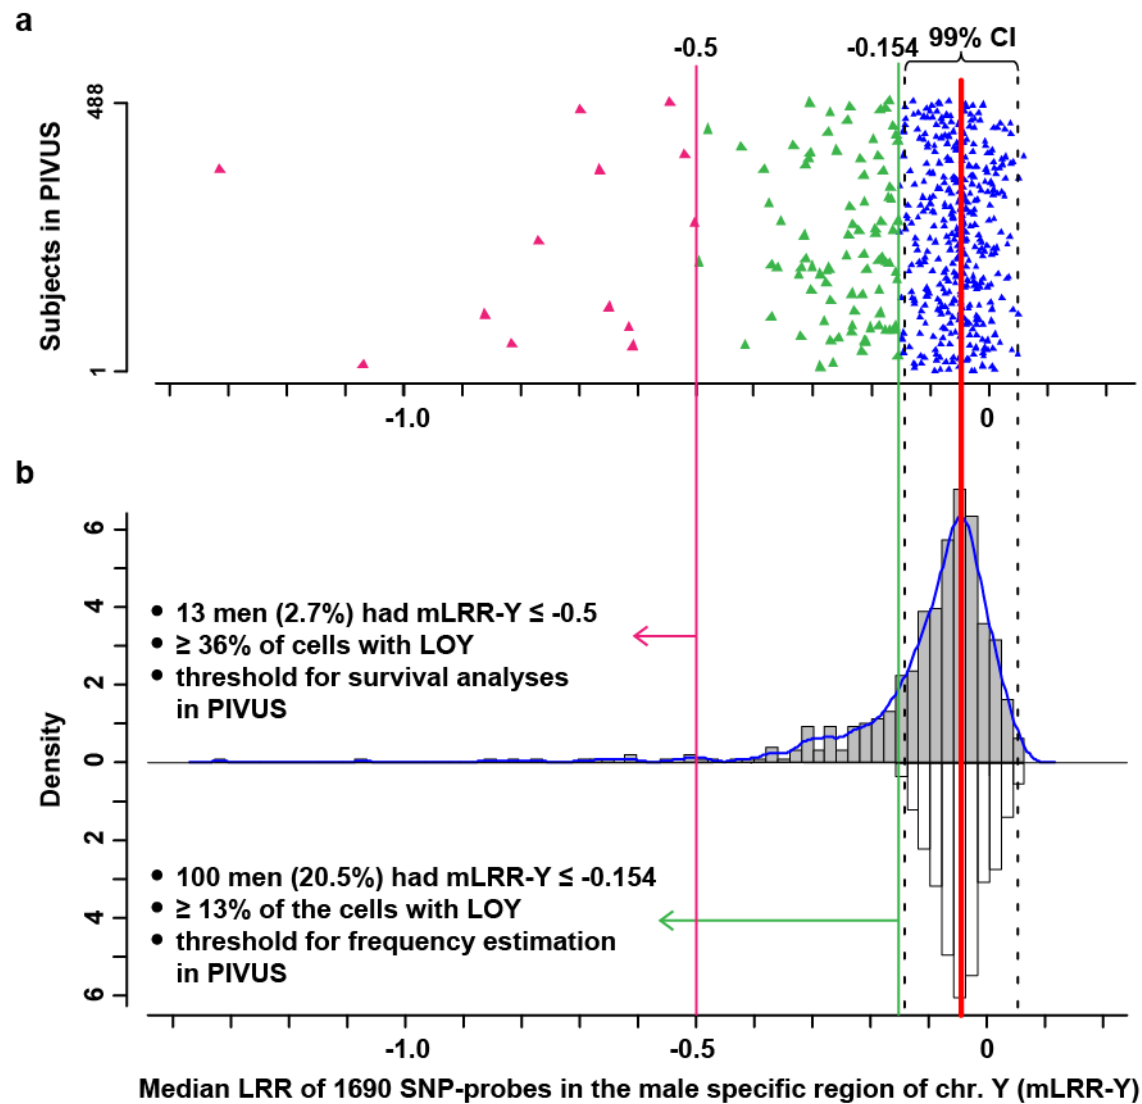 a
-0.5
-0.154
99% CI
488
Subjects in PIVUS
1
-1.0
0
b
6
4
2
0
2
4
6
Density
• 13 men (2.7%) had mLRR-Y ≤ -0.5
• ≥ 36% of cells with LOY
• threshold for survival analyses
in PIVUS
• 100 men (20.5%) had mLRR-Y ≤ -0.154
• ≥ 13% of the cells with LOY
• threshold for frequency estimation
in PIVUS
-1.0
-0.5
0
Median LRR of 1690 SNP-probes in the male specific region of chr. Y (mLRR-Y)